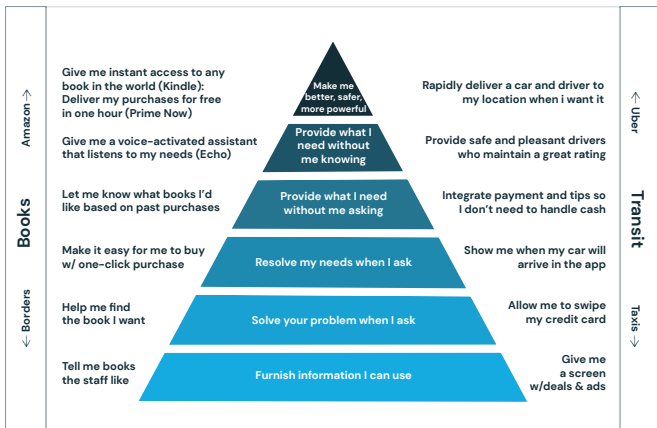 Books
Amazon→
←Borders
Give me instant access to any
book in the world (Kindle):
Deliver my purchases for free
in one hour (Prime Now)
Give me a voice-activated assistant
that listens to my needs (Echo)
Let me know what books I’d
like based on past purchases
Make it easy for me to buy
w/ one-click purchase
Help me find
the book I want
Tell me books
the staff like
Make me
better, safer,
more powerful
Provide what I
need without
me knowing
Provide what I need
without me asking
Resolve my needs when I ask
Solve your problem when I ask
Furnish information I can use
Rapidly deliver a car and driver to
my location when i want it
Provide safe and pleasant drivers
who maintain a great rating
Integrate payment and tips so
I don’t need to handle cash
Show me when my car will
arrive in the app
Allow me to swipe
my credit card
Give me
a screen
w/deals & ads
←Uber
Transit
Taxis→